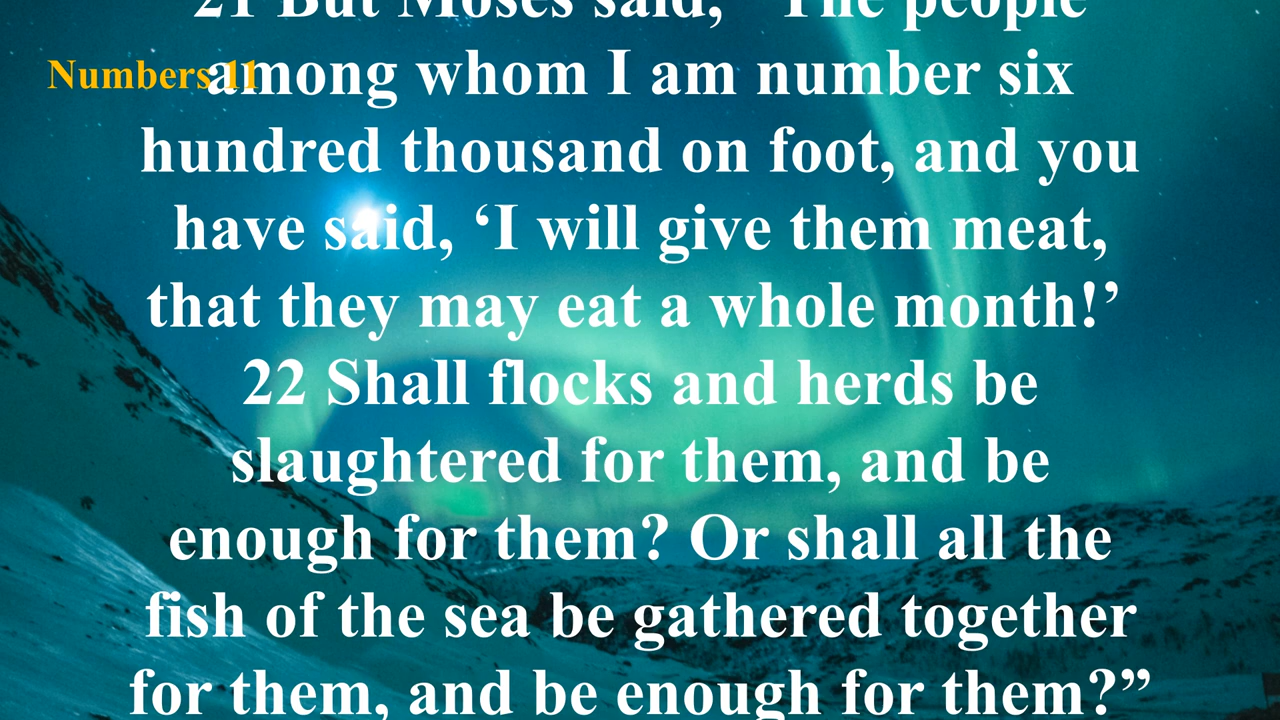 21 But Moses said, “The people
Numbers 11
among whom I am number six
hundred thousand on foot, and you
have said, ‘I will give them meat,
that they may eat a whole month!’
22 Shall flocks and herds be
slaughtered for them, and be
enough for them? Or shall all the
fish of the sea be gathered together
for them, and be enough for them?”